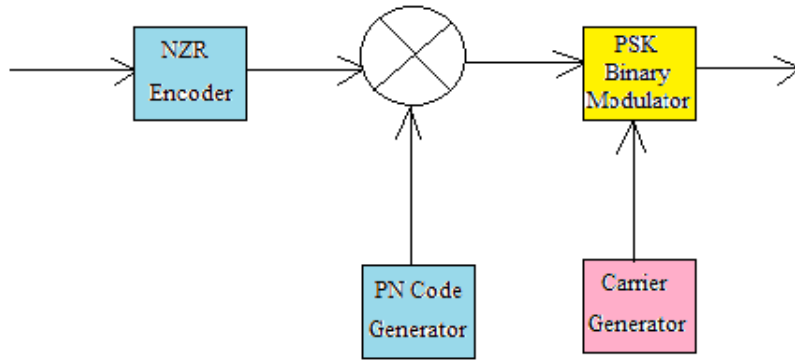 NZR
Encoder
PSK
Binary
Modulator
PN Code
Generator
Carrier
Generator